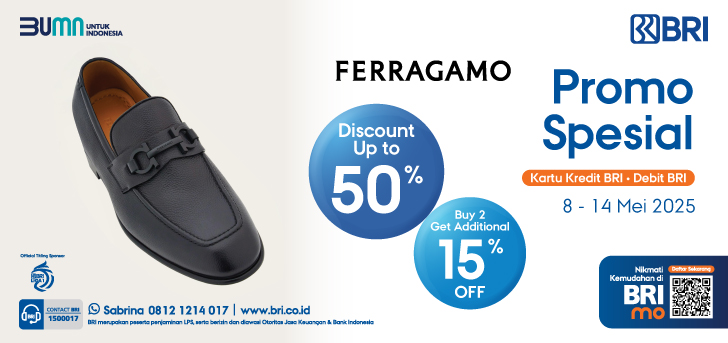 BUMN UNTUK
INDONESIA
BRI
FERRAGAMO
Promo
Spesial
Discount
Up to
50%
Kartu Kredit BRI • Debit BRI
8 - 14 Mei 2025
Buy 2
Get Additional
15%
OFF
Official Titling Sponsor
BRI
LIGA 1
CONTACT BRI
1500017
Sabrina 0812 1214 017 | www.bri.co.id
BRI merupakan peserta penjaminan LPS, serta berizin dan diawasi Otoritas Jasa Keuangan & Bank Indonesia
Nikmati
Kemudahan di
BRI
mo
Daftar Sekarang